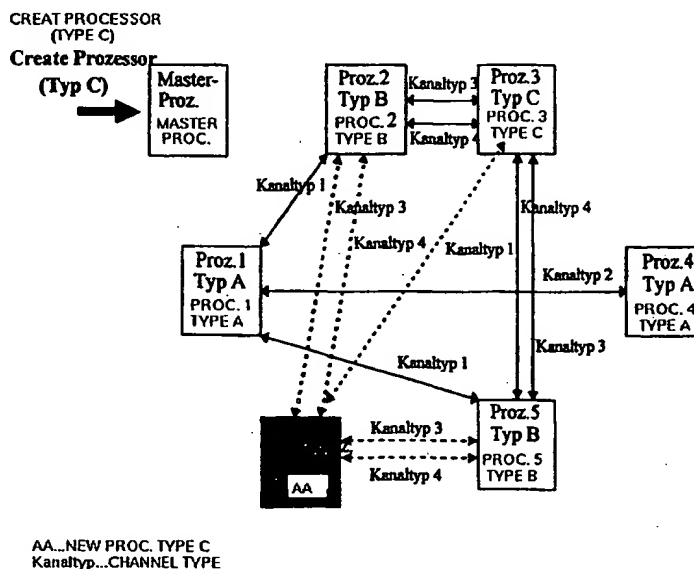 CREAT PROCESSOR
(TYPE C)
Create Prozessor
(Typ C)
Master-
Proz.
MASTER
PROC.
Proz.2
Typ B
PROC. 2
TYPE B
Kanaltyp 3
Kanaltyp 4
Proz.3
Typ C
PROC. 3
TYPE C
Kanaltyp 1
Kanaltyp 3
Kanaltyp 4
Kanaltyp 1
Kanaltyp 4
Proz.1
Typ A
PROC. 1
TYPE A
Kanaltyp 2
Proz.4
Typ A
PROC. 4
TYPE A
Kanaltyp 1
Kanaltyp 3
Proz.5
Typ B
PROC. 5
TYPE B
Kanaltyp 3
Kanaltyp 4
AA
AA...NEW PROC. TYPE C
Kanaltyp...CHANNEL TYPE